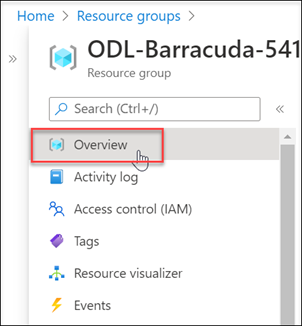 Home > Resource groups >
»
ODL-Barracuda-541
Resource group
Search (Ctrl+/)
«
Overview
Activity log
Access control (IAM)
Tags
Resource visualizer
Events